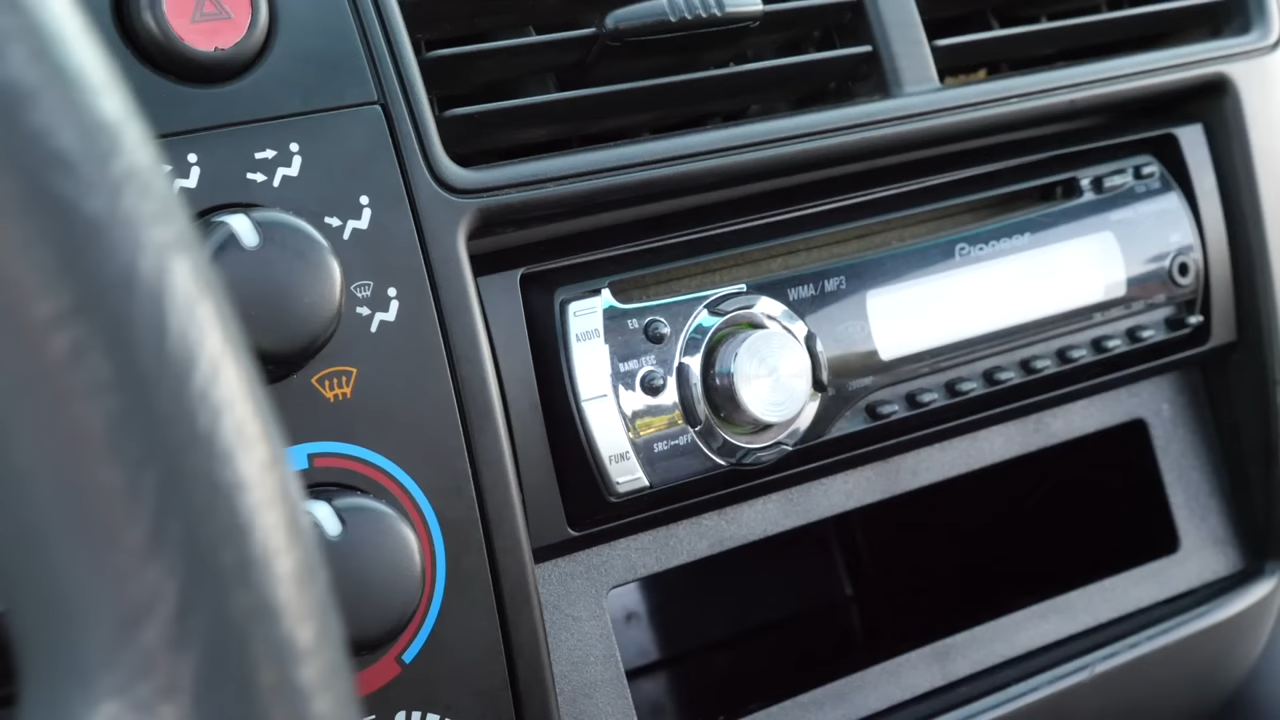 Pioneer
WMA/MP3
AUDIO
EQ
BAND/ESC
SRC/OFF
FUNC